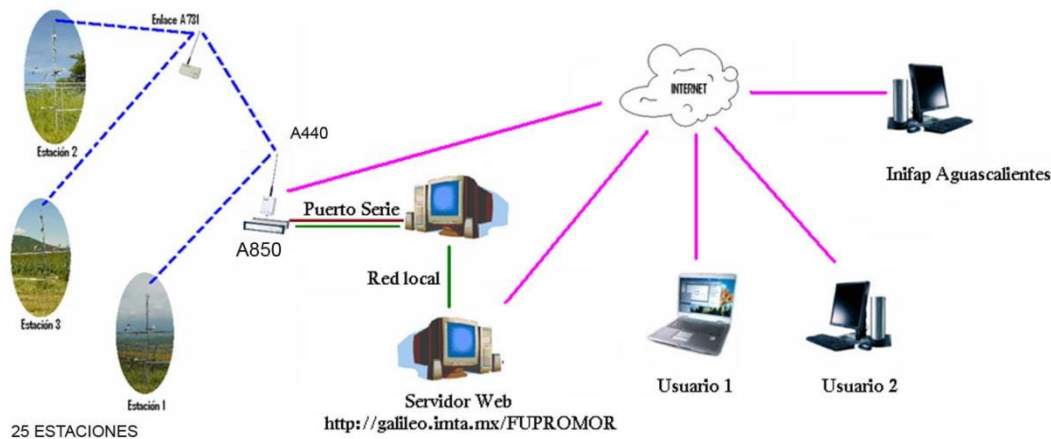 Enlace A731
Estación 2
INTERNET
A440
Inifap Aguascalientes
Puerto Serie
A850
Estación 3
Red local
Estación 1
Servidor Web
http://galileo.imta.mx/FUPROMOR
Usuario 1
Usuario 2
25 ESTACIONES